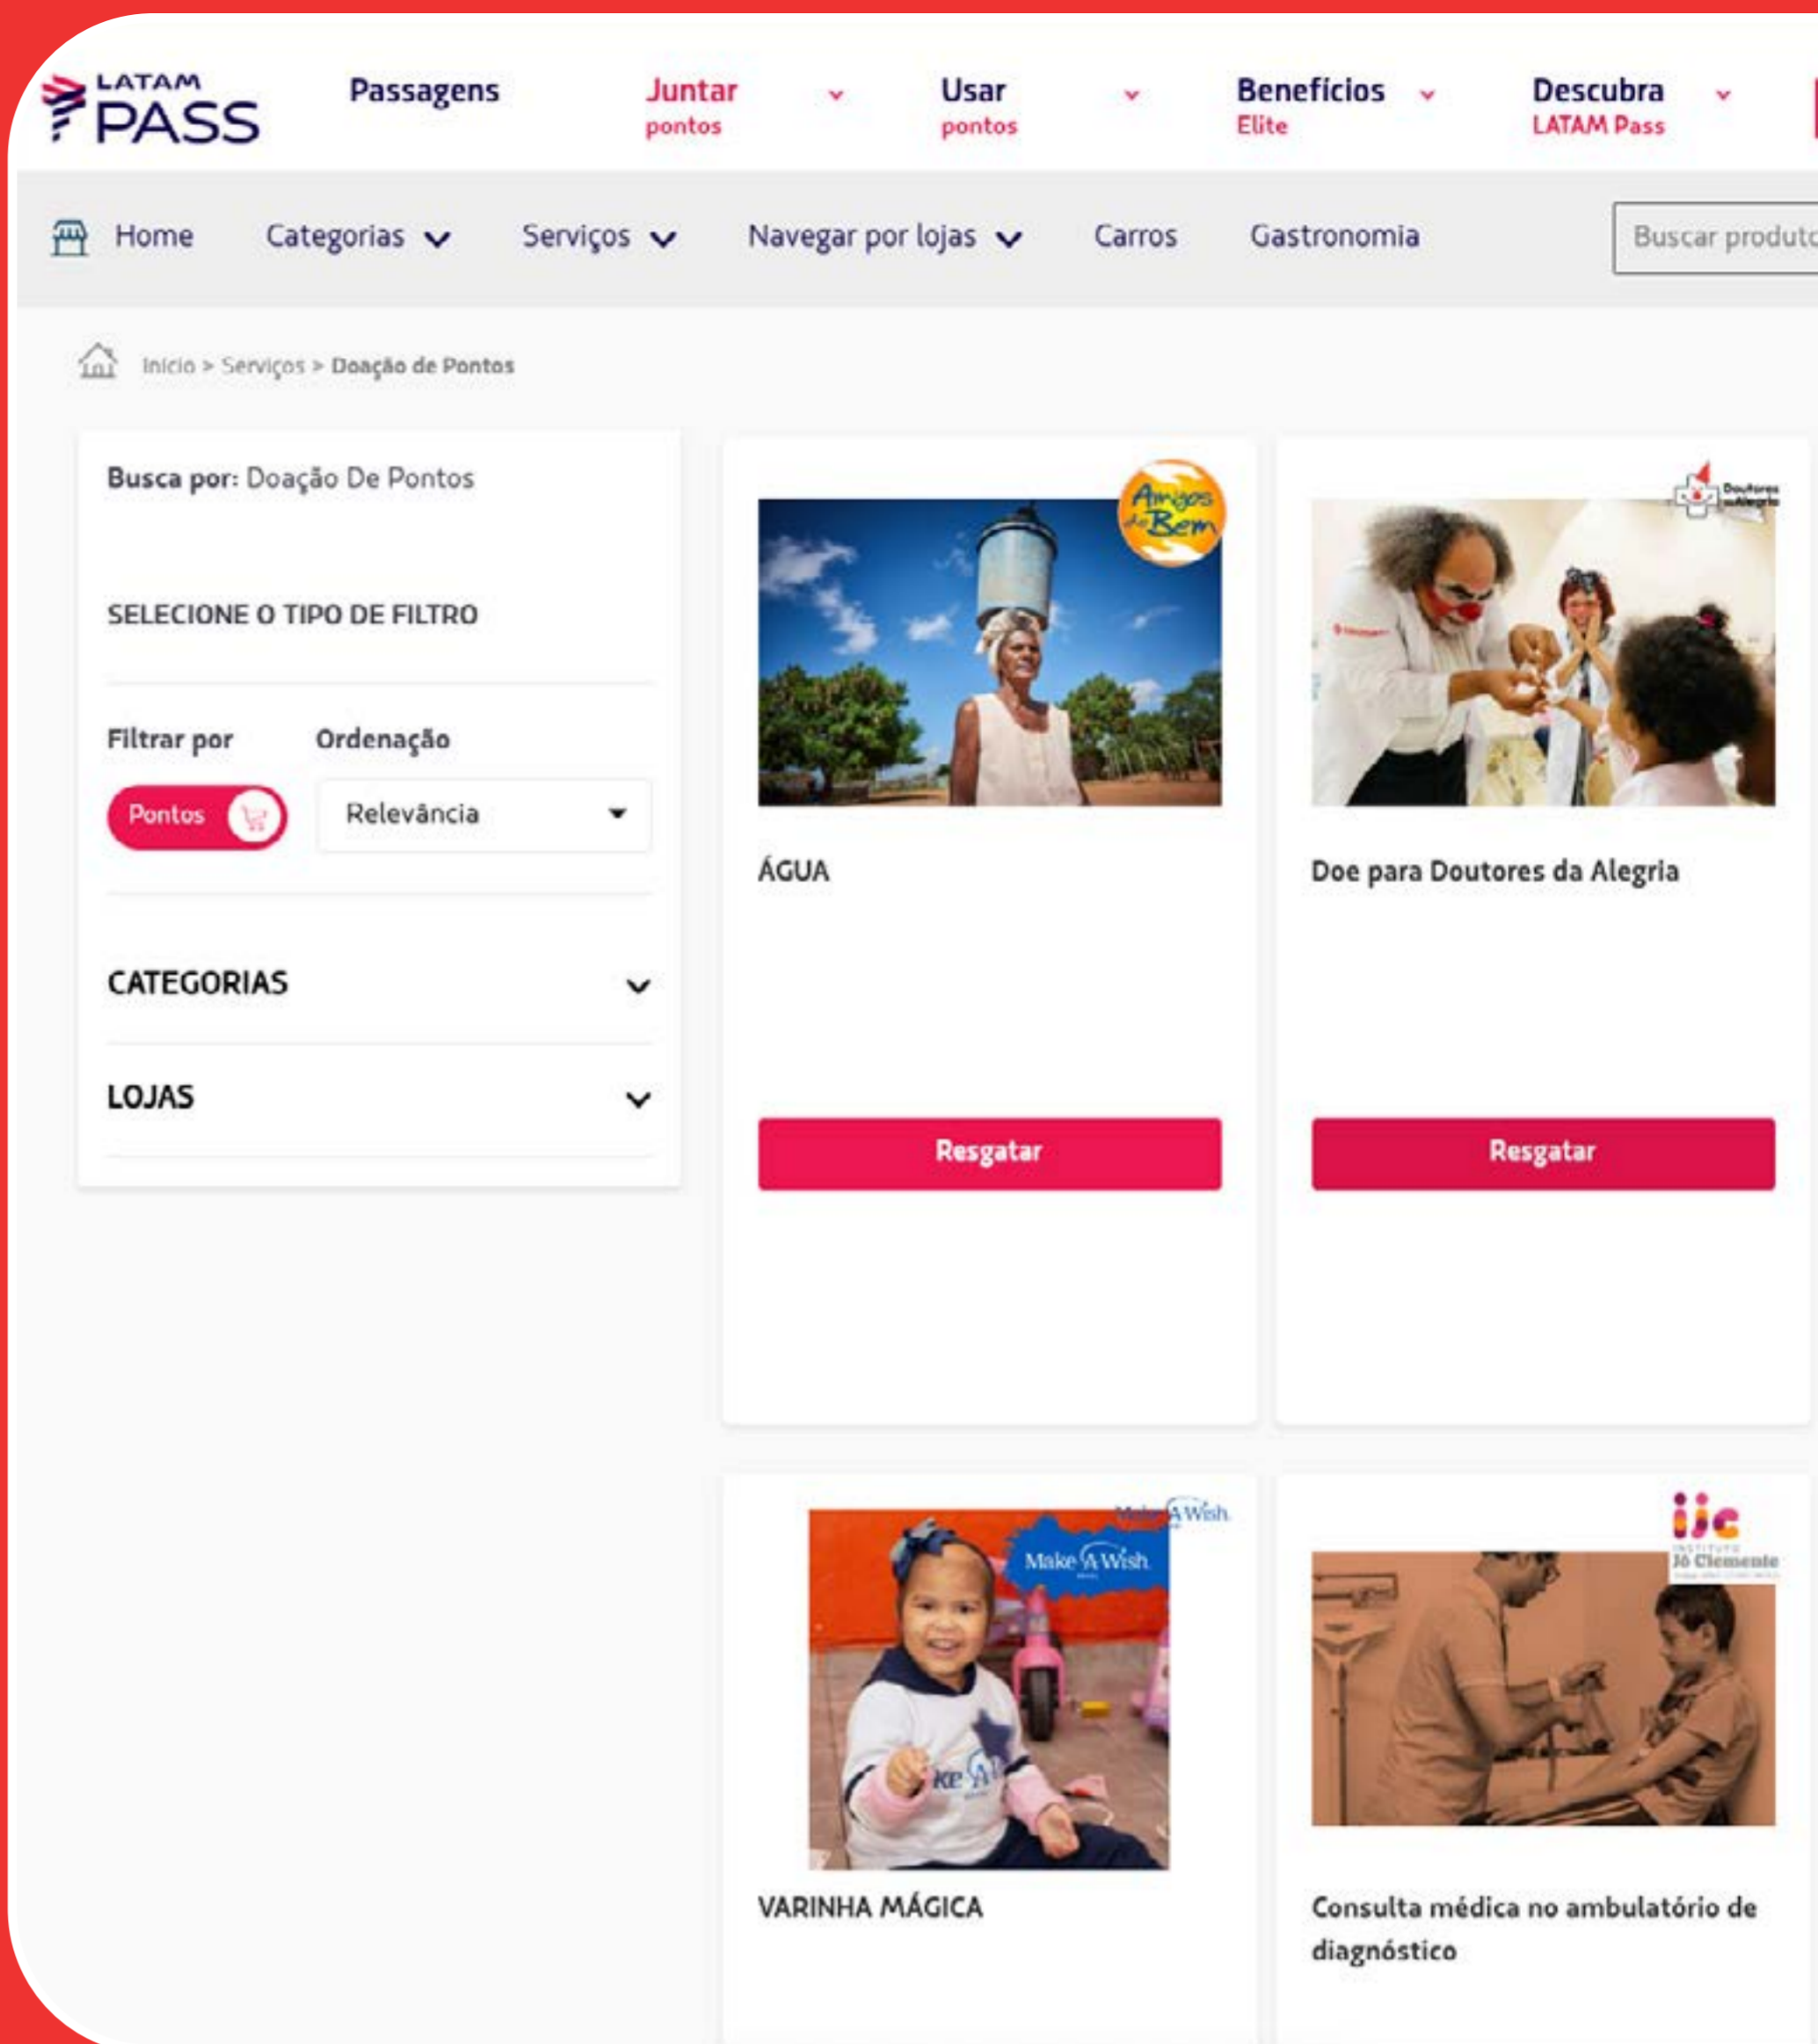 LATAM
PASS
Passagens
Juntar
pontos
Usar
pontos
Benefícios
Elite
Descubra
LATAM Pass
Home
Categorias
Serviços
Navegar por lojas
Carros
Gastronomia
Buscar produto
Início > Serviços > Doação de Pontos
Busca por: Doação De Pontos
SELECIONE O TIPO DE FILTRO
Filtrar por
Ordenação
Pontos
Relevância
CATEGORIAS
LOJAS
Amigos
do Bem
ÁGUA
Resgatar
Doutores
da Alegria
Doe para Doutores da Alegria
Resgatar
Make A Wish
Make A Wish
VARINHA MÁGICA
ijc
INSTITUTO
Jô Clemente
Consulta médica no ambulatório de
diagnóstico